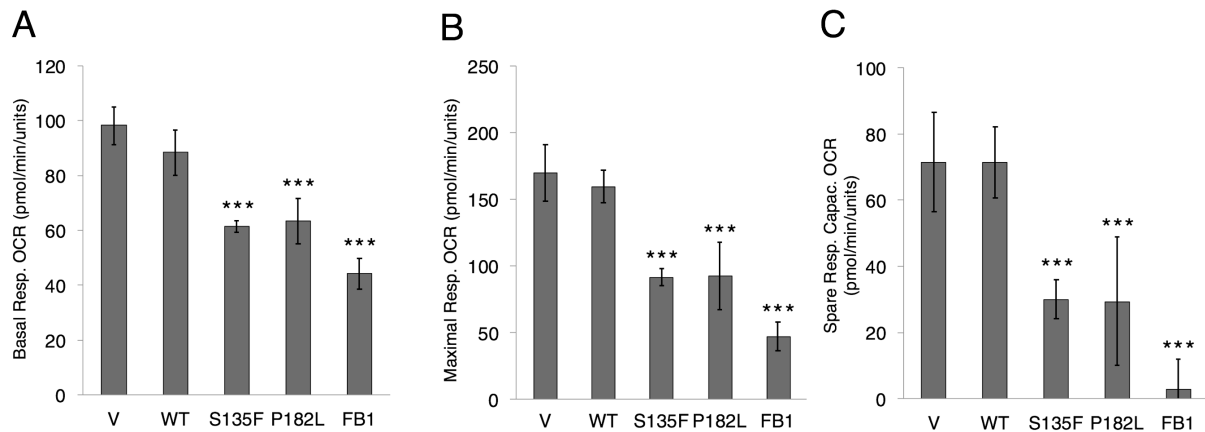 A
Basal Resp. OCR (pmol/min/units)
120
100
80
60
40
20
0
***
***
***
V WT S135F P182L FB1
B
Maximal Resp. OCR (pmol/min/units)
250
200
150
100
50
0
***
***
***
V WT S135F P182L FB1
C
Spare Resp. Capac. OCR
(pmol/min/units)
100
80
60
40
20
0
***
***
***
V WT S135F P182L FB1